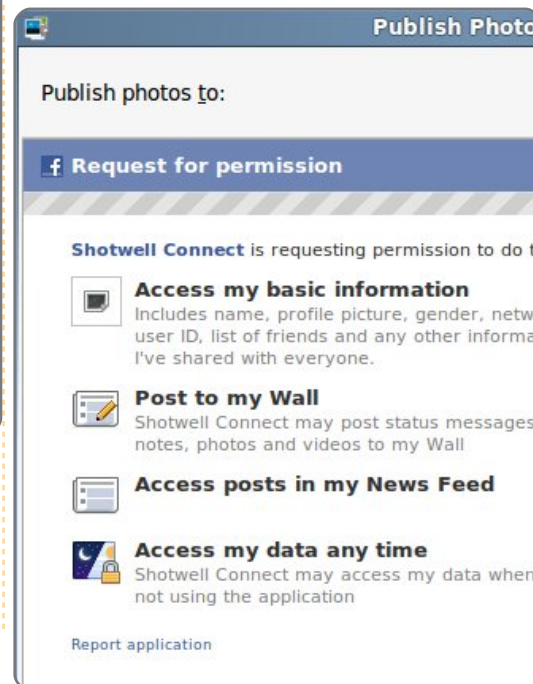 Publish Photo
Publish photos to:
f Request for permission
Shotwell Connect is requesting permission to do t
Access my basic information
Includes name, profile picture, gender, netw
user ID, list of friends and any other informa
I've shared with everyone.
Post to my Wall
Shotwell Connect may post status messages
notes, photos and videos to my Wall
Access posts in my News Feed
Access my data any time
Shotwell Connect may access my data when
not using the application
Report application